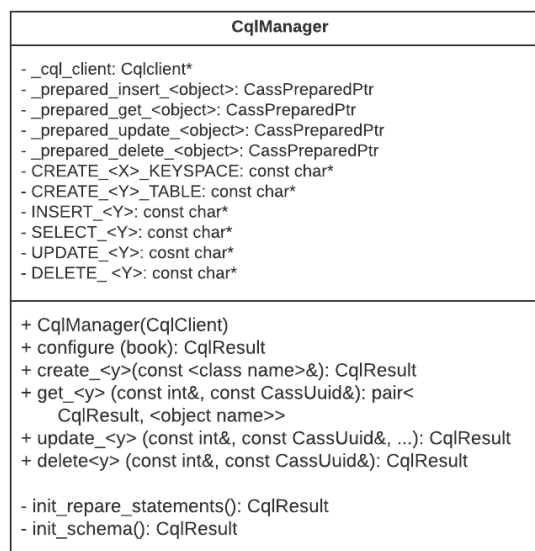 CqlManager
- _cql_client: Cqlclient*
- _prepared_insert_<object>: CassPreparedPtr
- _prepared_get_<object>: CassPreparedPtr
- _prepared_update_<object>: CassPreparedPtr
- _prepared_delete_<object>: CassPreparedPtr
- CREATE_<X>_KEYSPACE: const char*
- CREATE_<Y>_TABLE: const char*
- INSERT_<Y>: const char*
- SELECT_<Y>: const char*
- UPDATE_<Y>: cosnt char*
- DELETE_ <Y>: const char*
+ CqlManager(CqlClient)
+ configure (book): CqlResult
+ create_<y>(const <class name>&): CqlResult
+ get_<y> (const int&, const CassUuid&): pair<
CqlResult, <object name>>
+ update_<y> (const int&, const CassUuid&, ...): CqlResult
+ delete<y> (const int&, const CassUuid&): CqlResult
- init_repare_statements(): CqlResult
- init_schema(): CqlResult